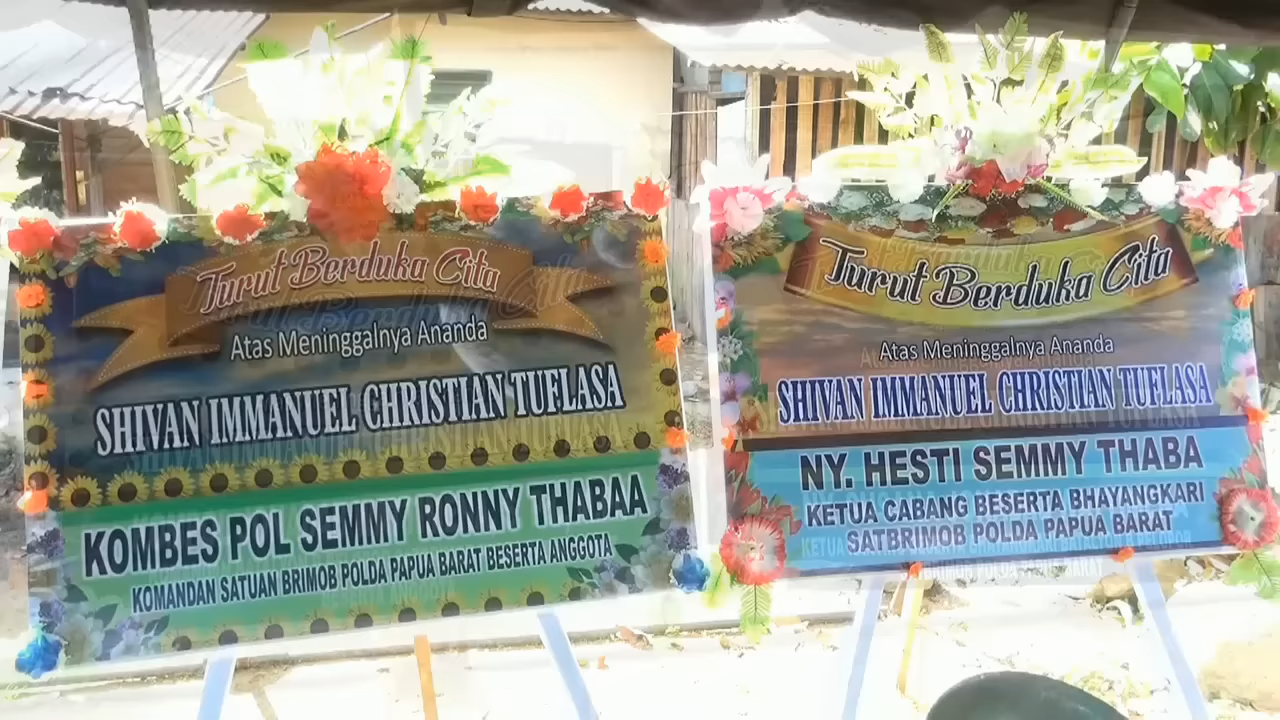 Turut Berduka Cita
Atas Meninggalnya Ananda
SHIVAN IMMANUEL CHRISTIAN TUFLASA
KOMBES POL SEMMY RONNY THABAA
KOMANDAN SATUAN BRIMOB POLDA PAPUA BARAT BESERTA ANGGOTA
Turut Berduka Cita
Atas Meninggalnya Ananda
SHIVAN IMMANUEL CHRISTIAN TUFLASA
NY. HESTI SEMMY THABA
KETUA CABANG BESERTA BHAYANGKARI
SATBRIMOB POLDA PAPUA BARAT